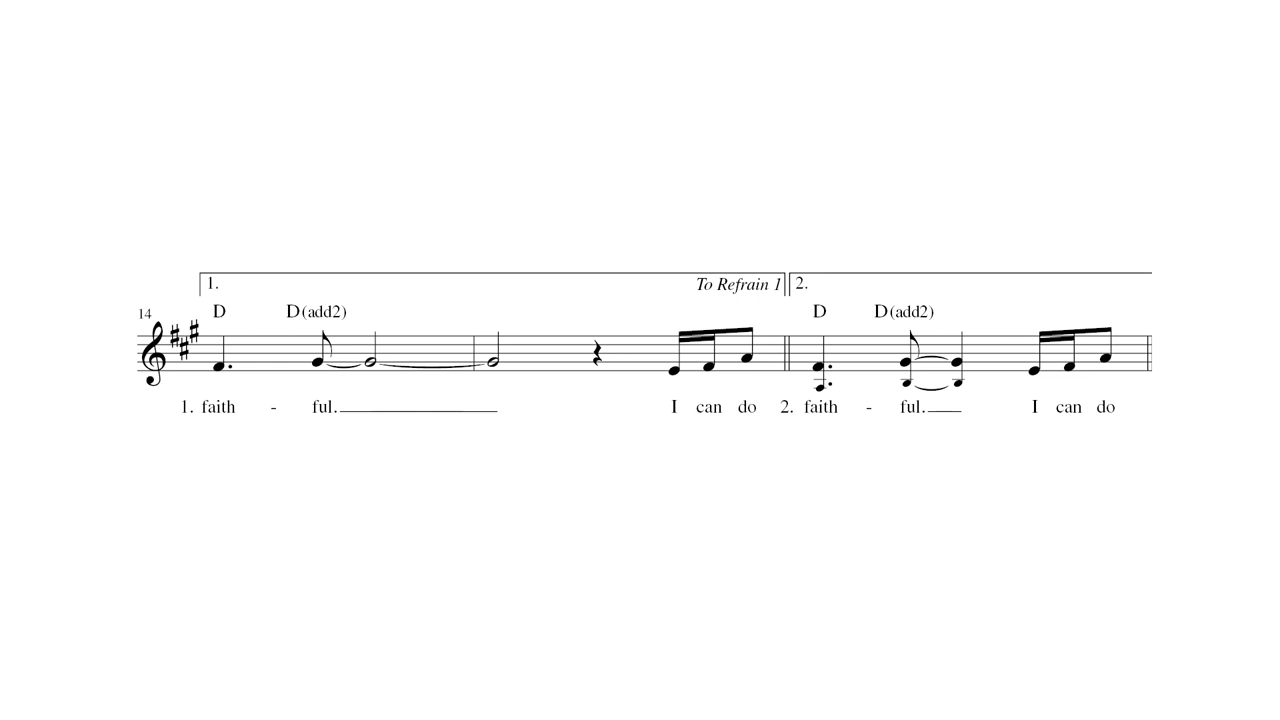 1. To Refrain 1 2.
14 D D(add2) D D(add2)
1. faith - ful. I can do 2. faith - ful. I can do